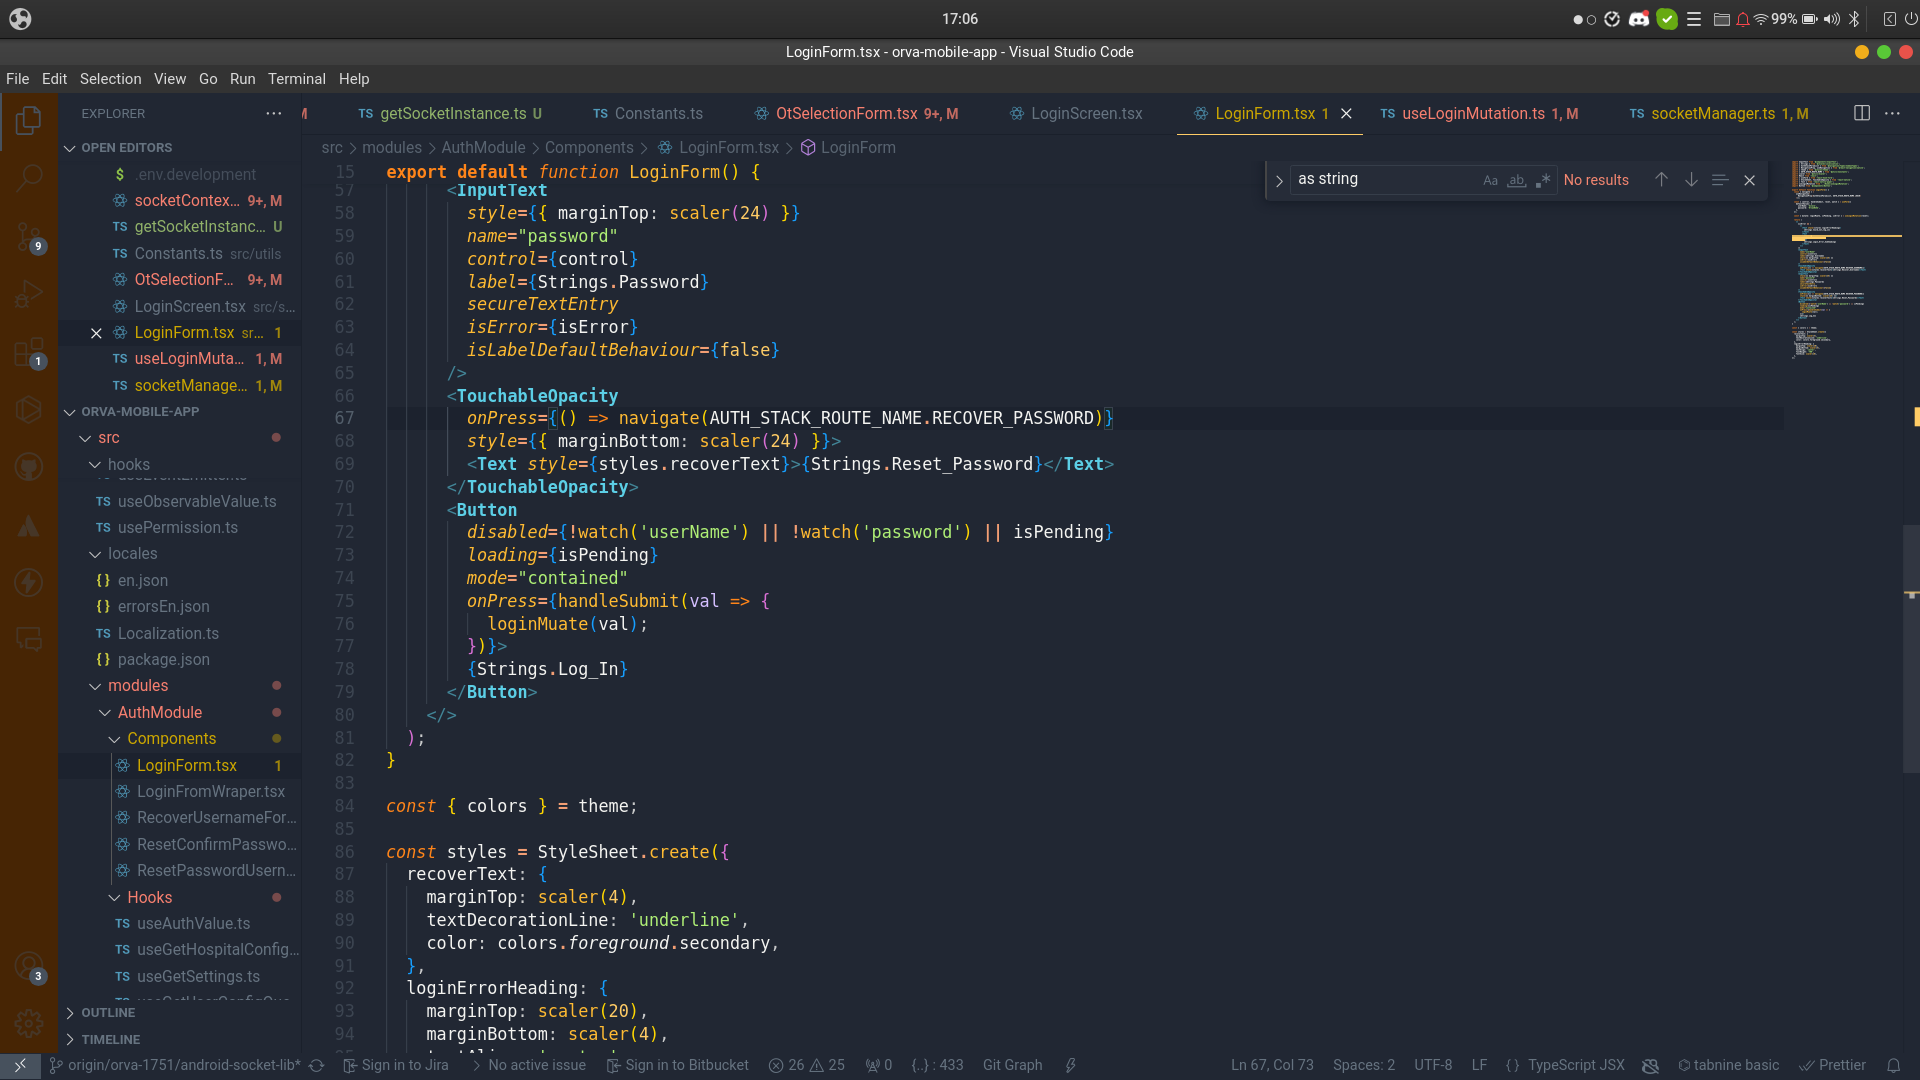 17:06
99%
LoginForm.tsx - orva-mobile-app - Visual Studio Code
File Edit Selection View Go Run Terminal Help
EXPLORER
M
TS getSocketInstance.ts U
TS Constants.ts
OtSelectionForm.tsx 9+, M
LoginScreen.tsx
LoginForm.tsx 1
TS useLoginMutation.ts 1, M
TS socketManager.ts 1, M
OPEN EDITORS
$ .env.development
socketContex... 9+, M
TS getSocketInstanc... U
TS Constants.ts src/utils
OtSelectionF... 9+, M
LoginScreen.tsx src/s...
LoginForm.tsx sr... 1
TS useLoginMuta... 1, M
TS socketManage... 1, M
ORVA-MOBILE-APP
src
hooks
TS useObservableValue.ts
TS usePermission.ts
locales
{} en.json
{} errorsEn.json
TS Localization.ts
{} package.json
modules
AuthModule
Components
LoginForm.tsx 1
LoginFromWraper.tsx
RecoverUsernameFor...
ResetConfirmPasswo...
ResetPasswordUsern...
Hooks
TS useAuthValue.ts
TS useGetHospitalConfig...
TS useGetSettings.ts
OUTLINE
TIMELINE
9
1
3
src > modules > AuthModule > Components > LoginForm.tsx > LoginForm
as string
Aa ab .*
No results
15 export default function LoginForm() {
57 <InputText
58 style={{ marginTop: scaler(24) }}
59 name="password"
60 control={control}
61 label={Strings.Password}
62 secureTextEntry
63 isError={isError}
64 isLabelDefaultBehaviour={false}
65 />
66 <TouchableOpacity
67 onPress={() => navigate(AUTH_STACK_ROUTE_NAME.RECOVER_PASSWORD)}
68 style={{ marginBottom: scaler(24) }}>
69 <Text style={styles.recoverText}>{Strings.Reset_Password}</Text>
70 </TouchableOpacity>
71 <Button
72 disabled={!watch('userName') || !watch('password') || isPending}
73 loading={isPending}
74 mode="contained"
75 onPress={handleSubmit(val => {
76 loginMuate(val);
77 })}>
78 {Strings.Log_In}
79 </Button>
80 </>
81 );
82 }
83
84 const { colors } = theme;
85
86 const styles = StyleSheet.create({
87 recoverText: {
88 marginTop: scaler(4),
89 textDecorationLine: 'underline',
90 color: colors.foreground.secondary,
91 },
92 loginErrorHeading: {
93 marginTop: scaler(20),
94 marginBottom: scaler(4),
origin/orva-1751/android-socket-lib* Sign in to Jira > No active issue Sign in to Bitbucket 26 25 0 {..} : 433 Git Graph Ln 67, Col 73 Spaces: 2 UTF-8 LF {} TypeScript JSX tabnine basic Prettier